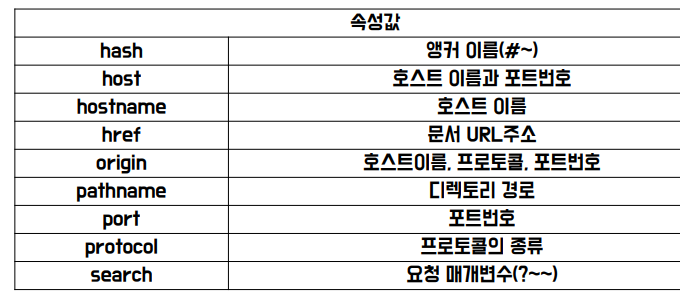 속성값
hash 앵커 이름(#~)
host 호스트 이름과 포트번호
hostname 호스트 이름
href 문서 URL주소
origin 호스트이름, 프로토콜, 포트번호
pathname 디렉토리 경로
port 포트번호
protocol 프로토콜의 종류
search 요청 매개변수(?~~)